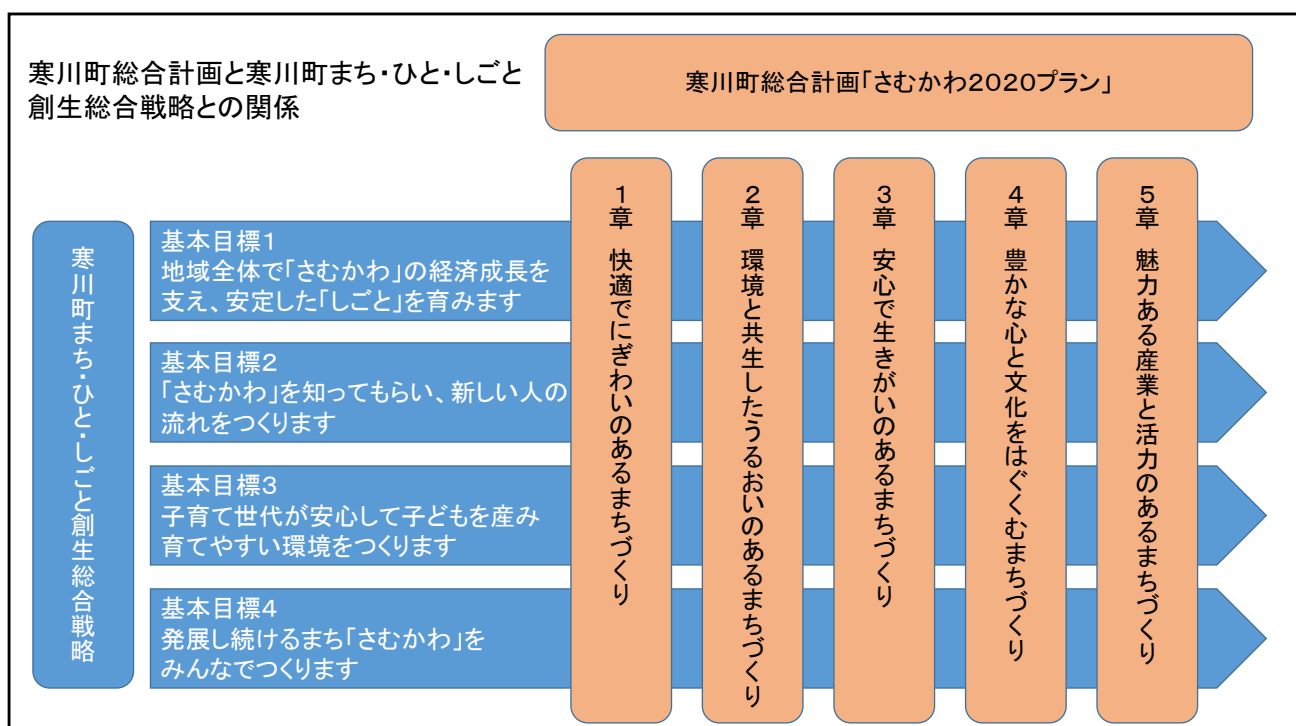 寒川町総合計画と寒川町まち・ひと・しごと
創生総合戦略との関係
寒川町総合計画「さむかわ2020プラン」
1章 快適でにぎわいのあるまちづくり
2章 環境と共生したうるおいのあるまちづくり
3章 安心で生きがいのあるまちづくり
4章 豊かな心と文化をはぐくむまちづくり
5章 魅力ある産業と活力のあるまちづくり
寒川町まち・ひと・しごと創生総合戦略
基本目標1
地域全体で「さむかわ」の経済成長を
支え、安定した「しごと」を育みます
基本目標2
「さむかわ」を知ってもらい、新しい人の
流れをつくります
基本目標3
子育て世代が安心して子どもを産み
育てやすい環境をつくります
基本目標4
発展し続けるまち「さむかわ」を
みんなでつくります